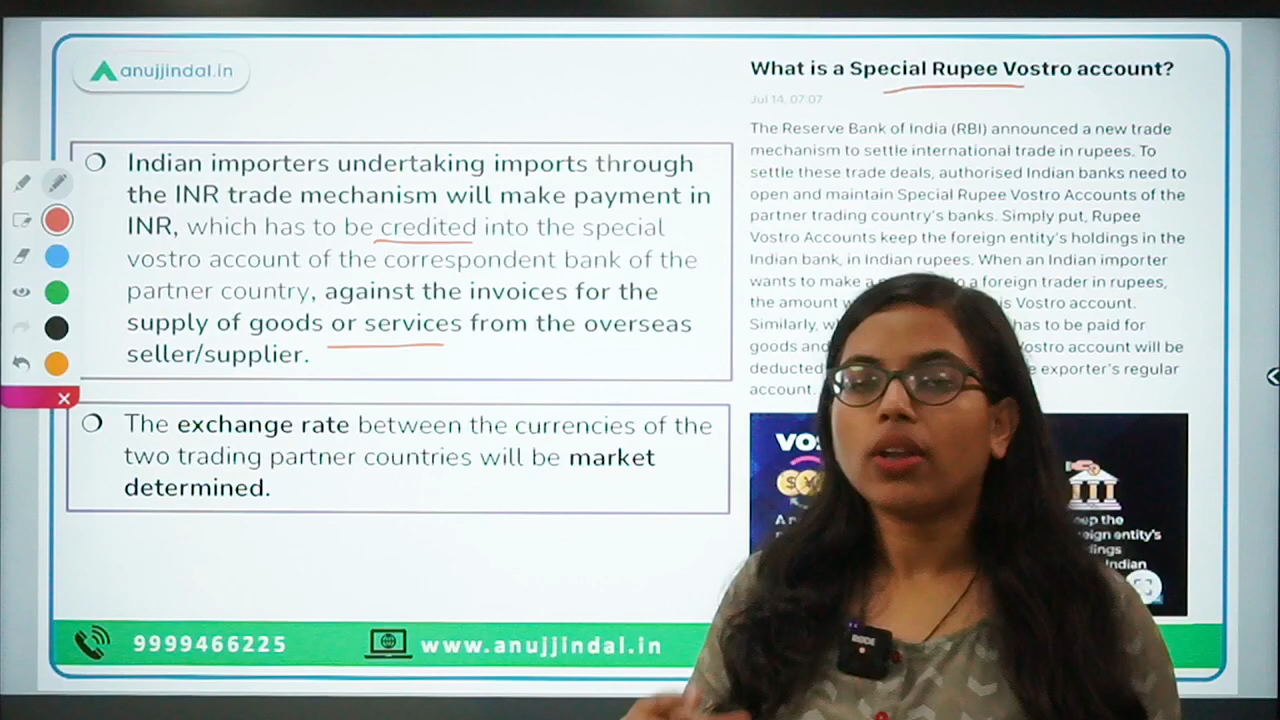 anujjindal.in
Indian importers undertaking imports through
the INR trade mechanism will make payment in
INR, which has to be credited into the special
vostro account of the correspondent bank of the
partner country, against the invoices for the
supply of goods or services from the overseas
seller/supplier.
The exchange rate between the currencies of the
two trading partner countries will be market
determined.
What is a Special Rupee Vostro account?
Jul 14, 07:07
The Reserve Bank of India (RBI) announced a new trade
mechanism to settle international trade in rupees. To
settle these trade deals, authorised Indian banks need to
open and maintain Special Rupee Vostro Accounts of the
partner trading country's banks. Simply put, Rupee
Vostro Accounts keep the foreign entity's holdings in the
Indian bank, in Indian rupees. When an Indian importer
wants to make a a foreign trader in rupees,
the amount Vostro account.
Similarly, has to be paid for
goods account will be
deducted exporter's regular
account.
the
entity's
Indian
RODE
9999466225
www.anujjindal.in